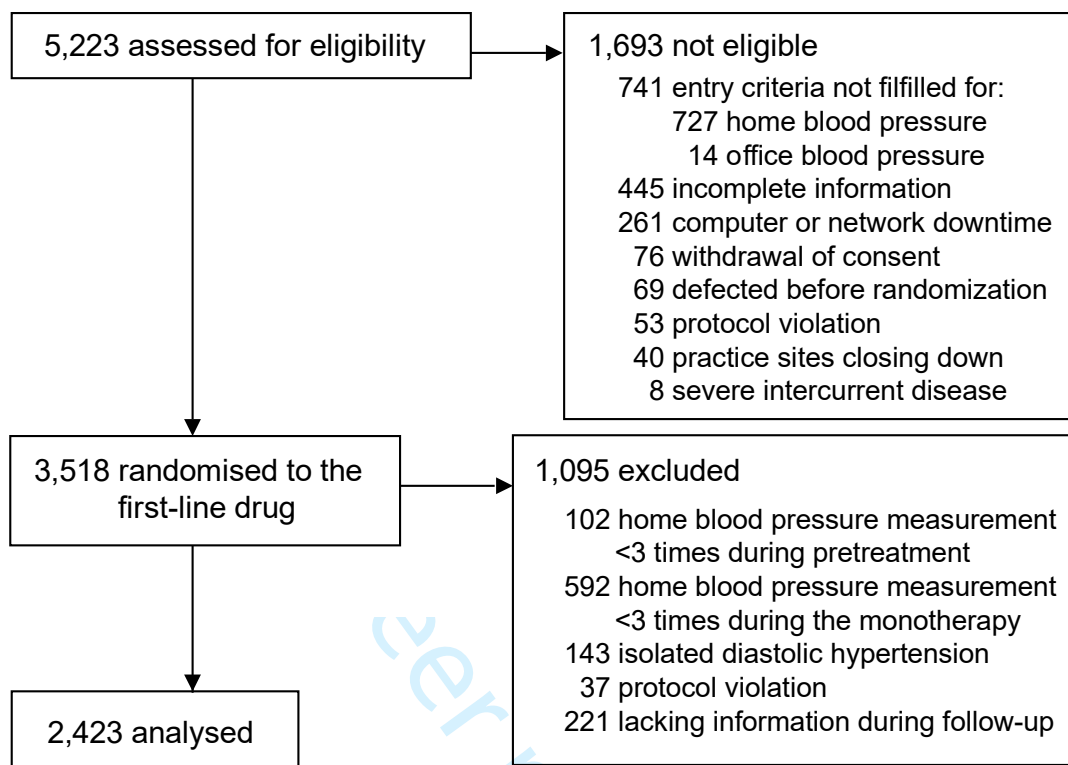 5,223 assessed for eligibility
1,693 not eligible
741 entry criteria not filfilled for:
727 home blood pressure
14 office blood pressure
445 incomplete information
261 computer or network downtime
76 withdrawal of consent
69 defected before randomization
53 protocol violation
40 practice sites closing down
8 severe intercurrent disease
3,518 randomised to the
first-line drug
1,095 excluded
102 home blood pressure measurement
<3 times during pretreatment
592 home blood pressure measurement
<3 times during the monotherapy
143 isolated diastolic hypertension
37 protocol violation
221 lacking information during follow-up
2,423 analysed